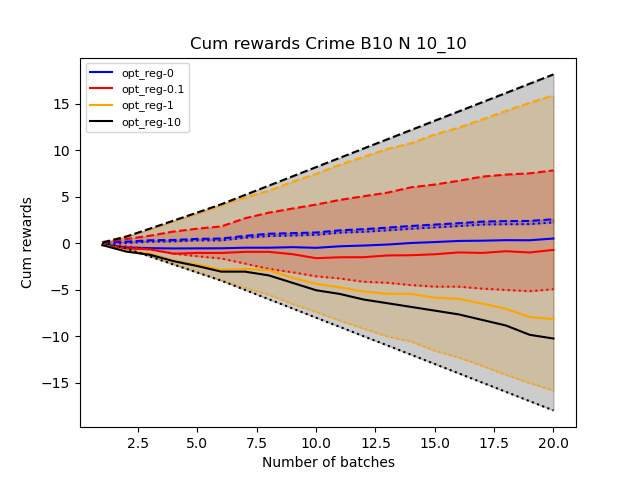 Cum rewards Crime B10 N 10_10
opt_reg-0
opt_reg-0.1
opt_reg-1
opt_reg-10
15
10
5
0
−5
−10
−15
Cum rewards
2.5 5.0 7.5 10.0 12.5 15.0 17.5 20.0
Number of batches